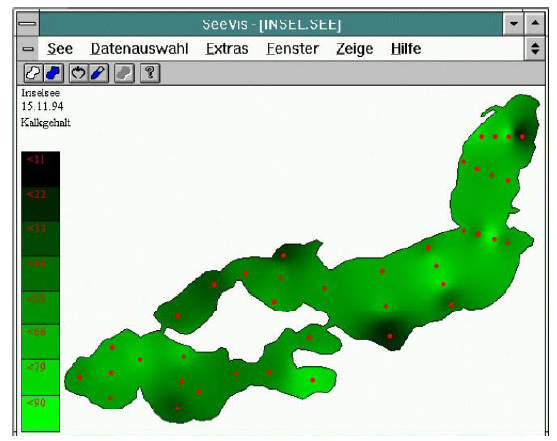 SeeVis - [INSEL.SEE]
See Datenauswahl Extras Fenster Zeige Hilfe
?
Inselsee
15.11.94
Kalkgehalt
<11
<22
<33
<44
<55
<66
<79
<90